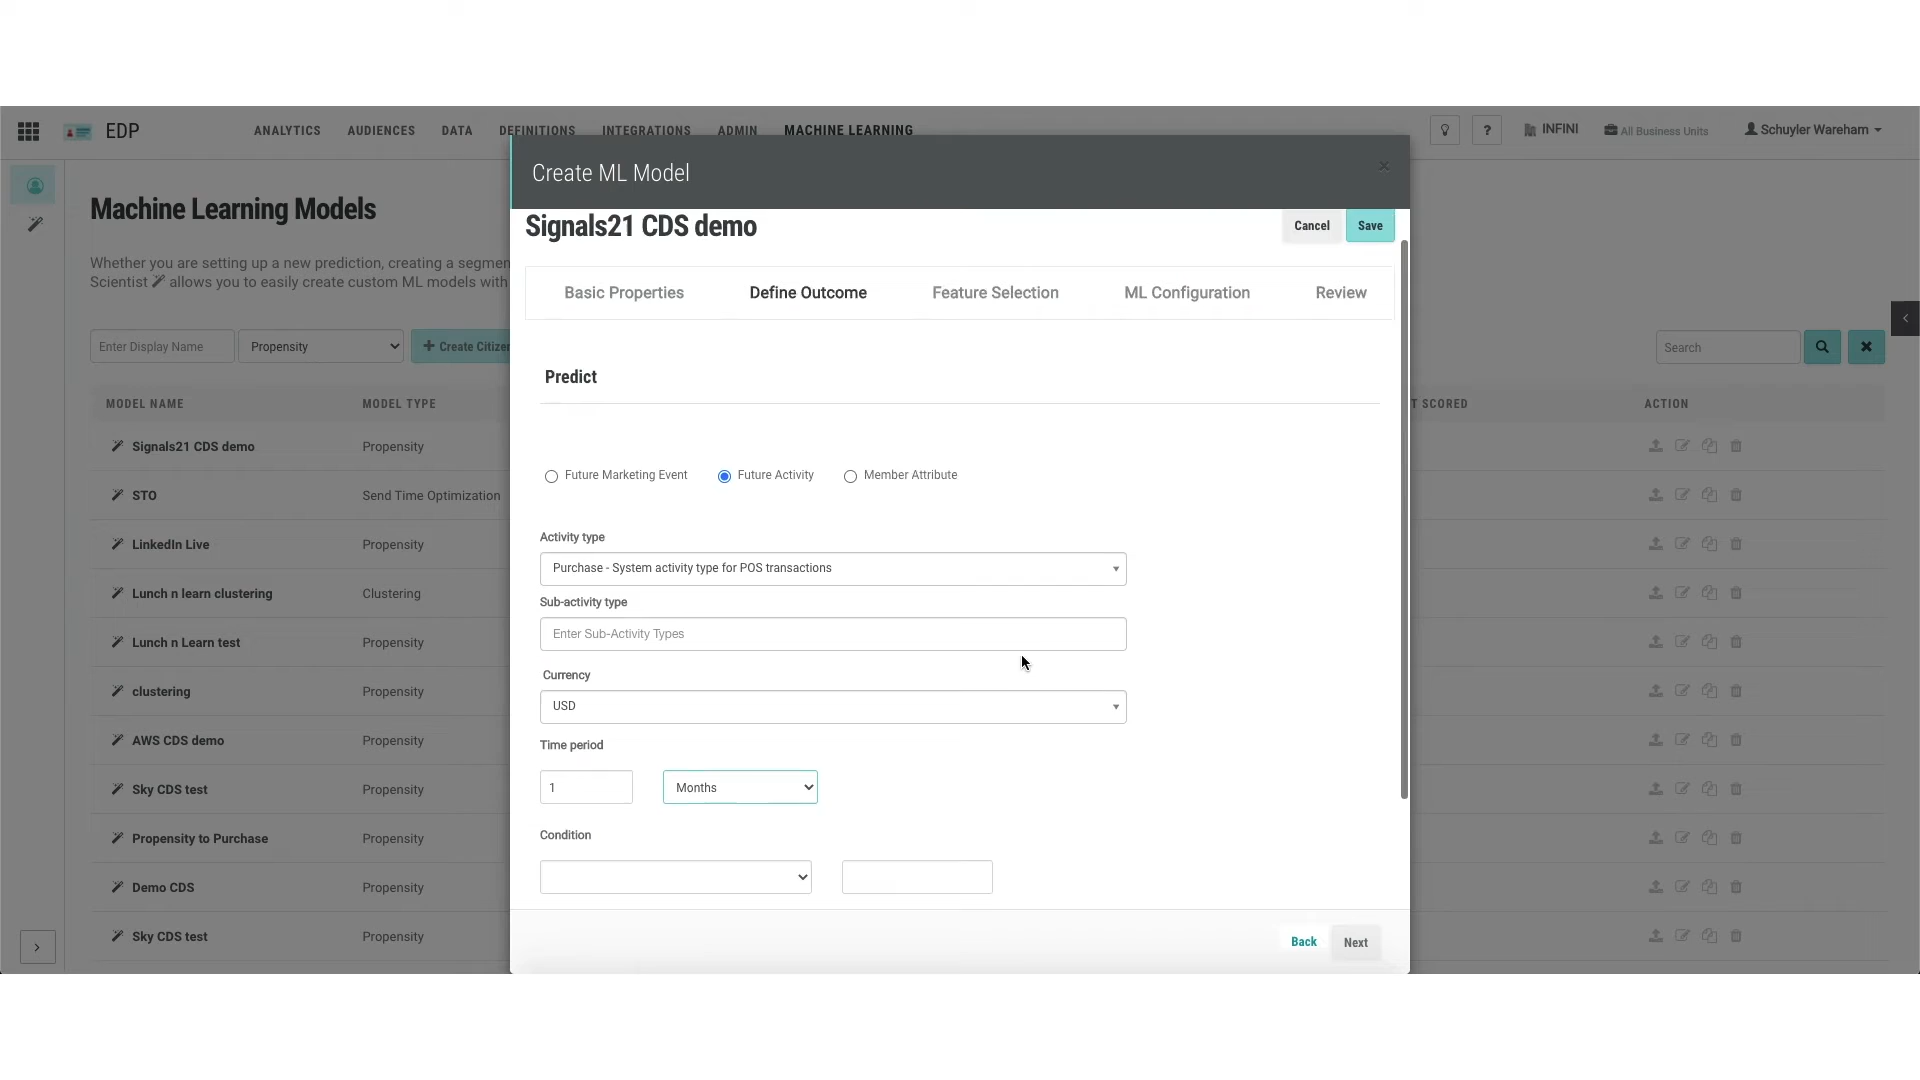 EDP
ANALYTICS
AUDIENCES
DATA
DEFINITIONS
INTEGRATIONS
ADMIN
MACHINE LEARNING
?
INFINI
All Business Units
Schuyler Wareham
Machine Learning Models
Whether you are setting up a new prediction, creating a segmen
Scientist allows you to easily create custom ML models with
Enter Display Name
Propensity
+ Create Citizen
Search
MODEL NAME MODEL TYPE T SCORED ACTION
Signals21 CDS demo Propensity
STO Send Time Optimization
LinkedIn Live Propensity
Lunch n learn clustering Clustering
Lunch n Learn test Propensity
clustering Propensity
AWS CDS demo Propensity
Sky CDS test Propensity
Propensity to Purchase Propensity
Demo CDS Propensity
Sky CDS test Propensity
Create ML Model
×
Signals21 CDS demo
Cancel
Save
Basic Properties
Define Outcome
Feature Selection
ML Configuration
Review
Predict
Future Marketing Event
Future Activity
Member Attribute
Activity type
Purchase - System activity type for POS transactions
Sub-activity type
Enter Sub-Activity Types
Currency
USD
Time period
1
Months
Condition
Back
Next